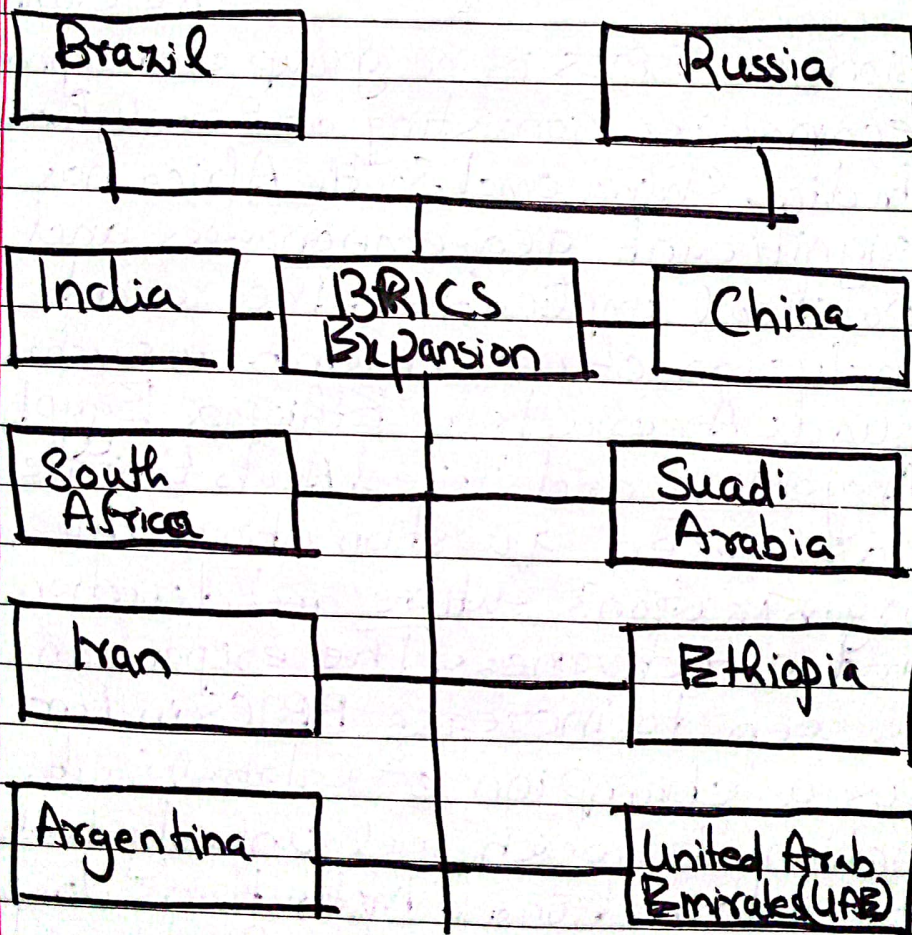 Brazil
Russia
India
BRICS
Expansion
China
South
Africa
Suadi
Arabia
Iran
Ethiopia
Argentina
United Arab
Emirates(UAE)